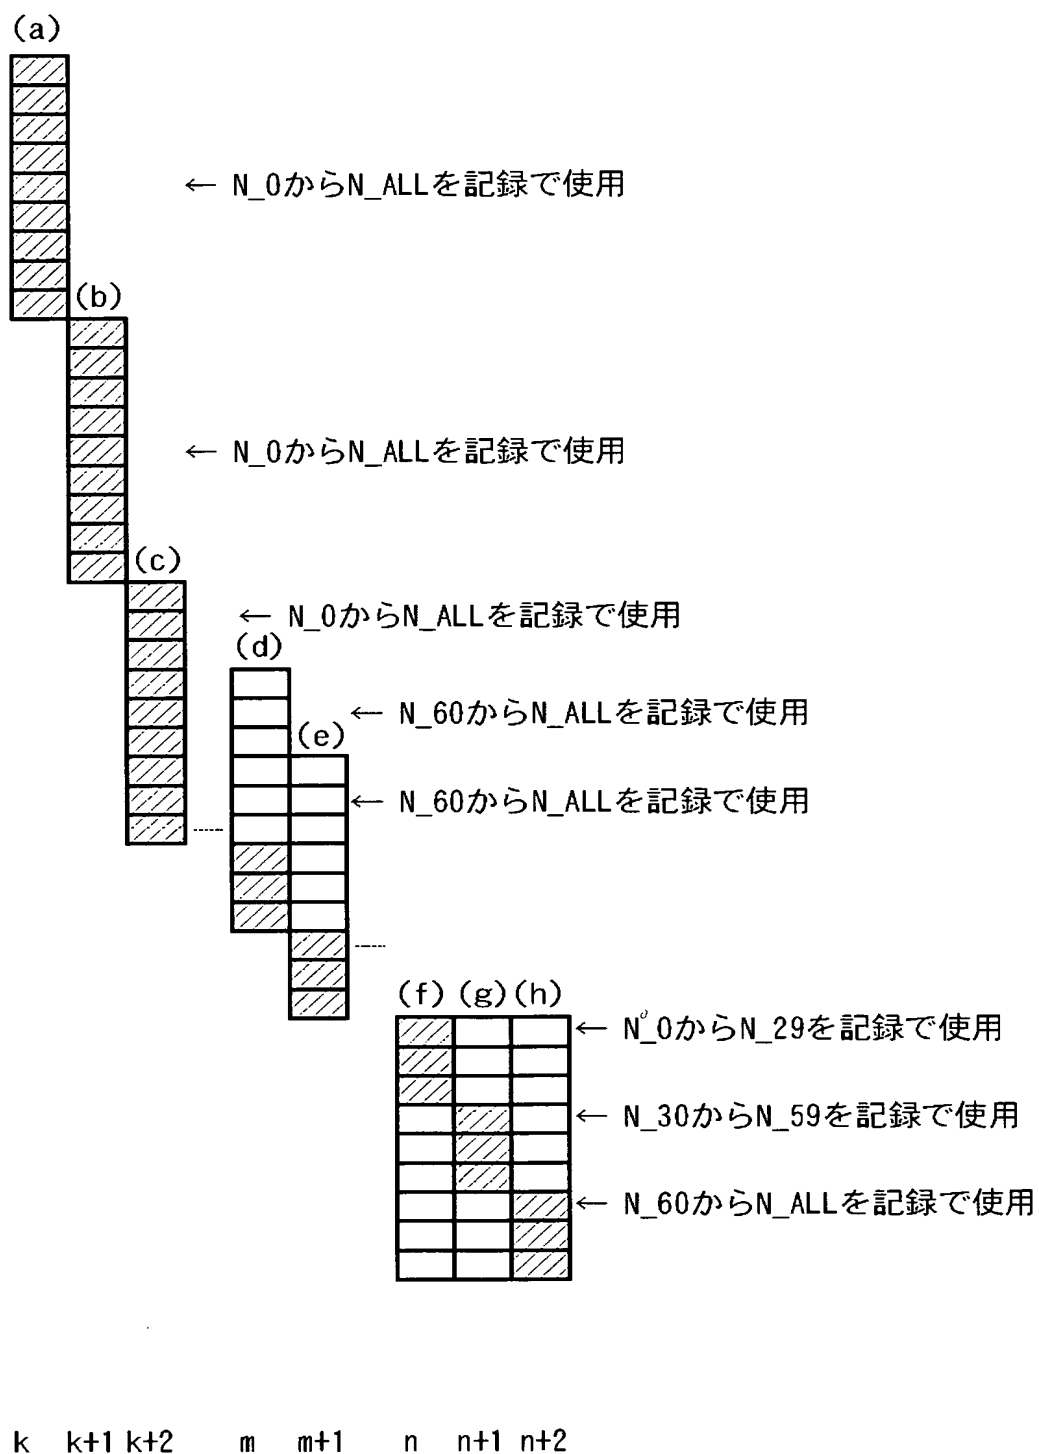 (a)
← N_0からN_ALLを記録で使用
(b)
← N_0からN_ALLを記録で使用
(c)
← N_0からN_ALLを記録で使用
(d)
← N_60からN_ALLを記録で使用
(e)
← N_60からN_ALLを記録で使用
(f) (g) (h)
← N_0からN_29を記録で使用
← N_30からN_59を記録で使用
← N_60からN_ALLを記録で使用
k k+1 k+2 m m+1 n n+1 n+2